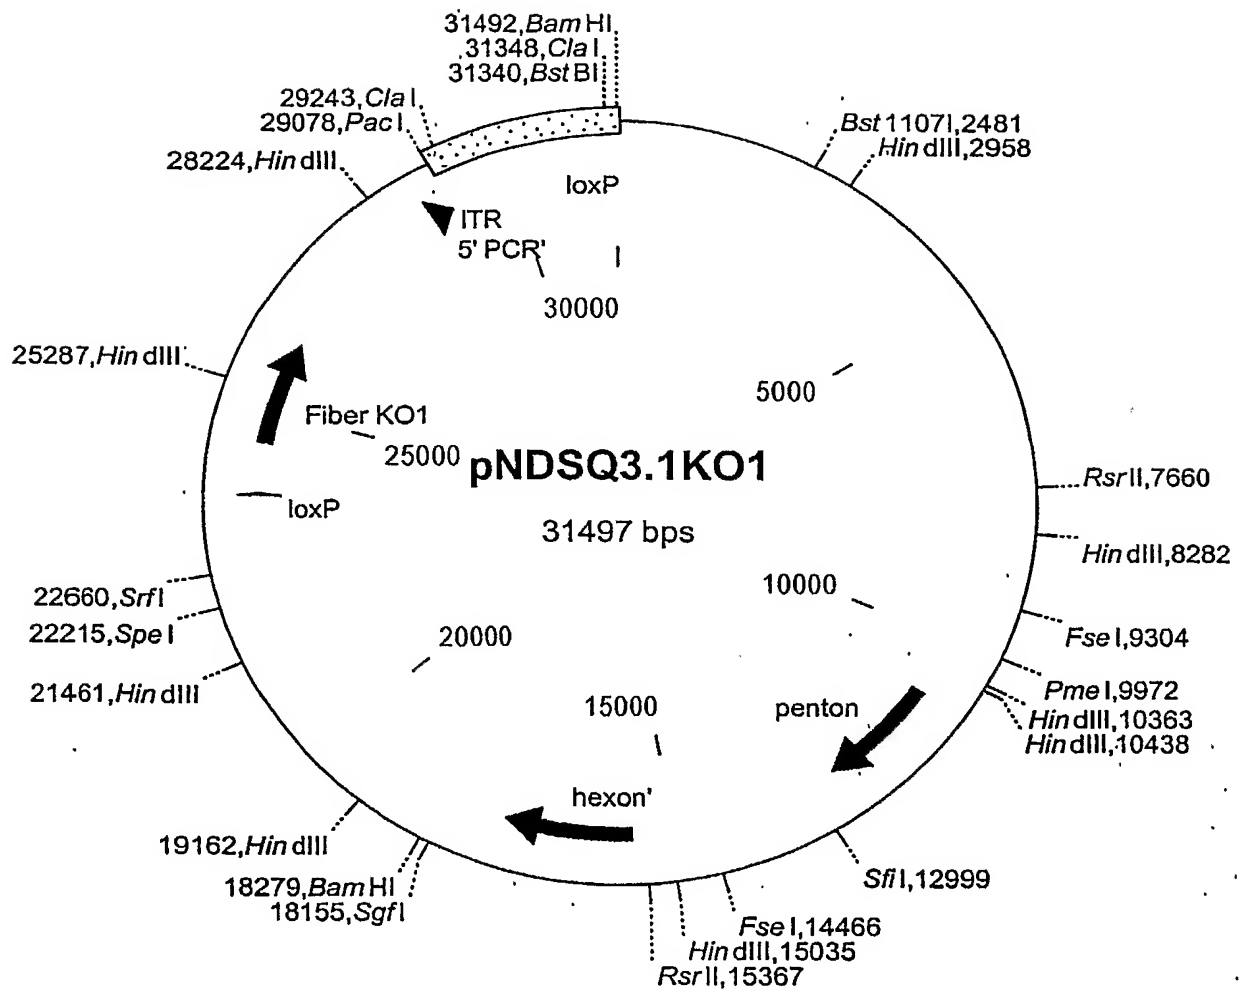 31492,BamHI
31348,ClaI
31340,BstBI
29243,ClaI
29078,PacI
28224,HindIII
Bst1107I,2481
HindIII,2958
loxP
ITR
5' PCR'
30000
25287,HindIII
5000
Fiber KO1
25000
pNDSQ3.1KO1
RsrII,7660
loxP
31497 bps
HindIII,8282
22660,SrfI
10000
22215,SpeI
20000
FseI,9304
21461,HindIII
PmeI,9972
15000
penton
HindIII,10363
HindIII,10438
hexon'
19162,HindIII
18279,BamHI
SfiI,12999
18155,SgfI
FseI,14466
HindIII,15035
RsrII,15367